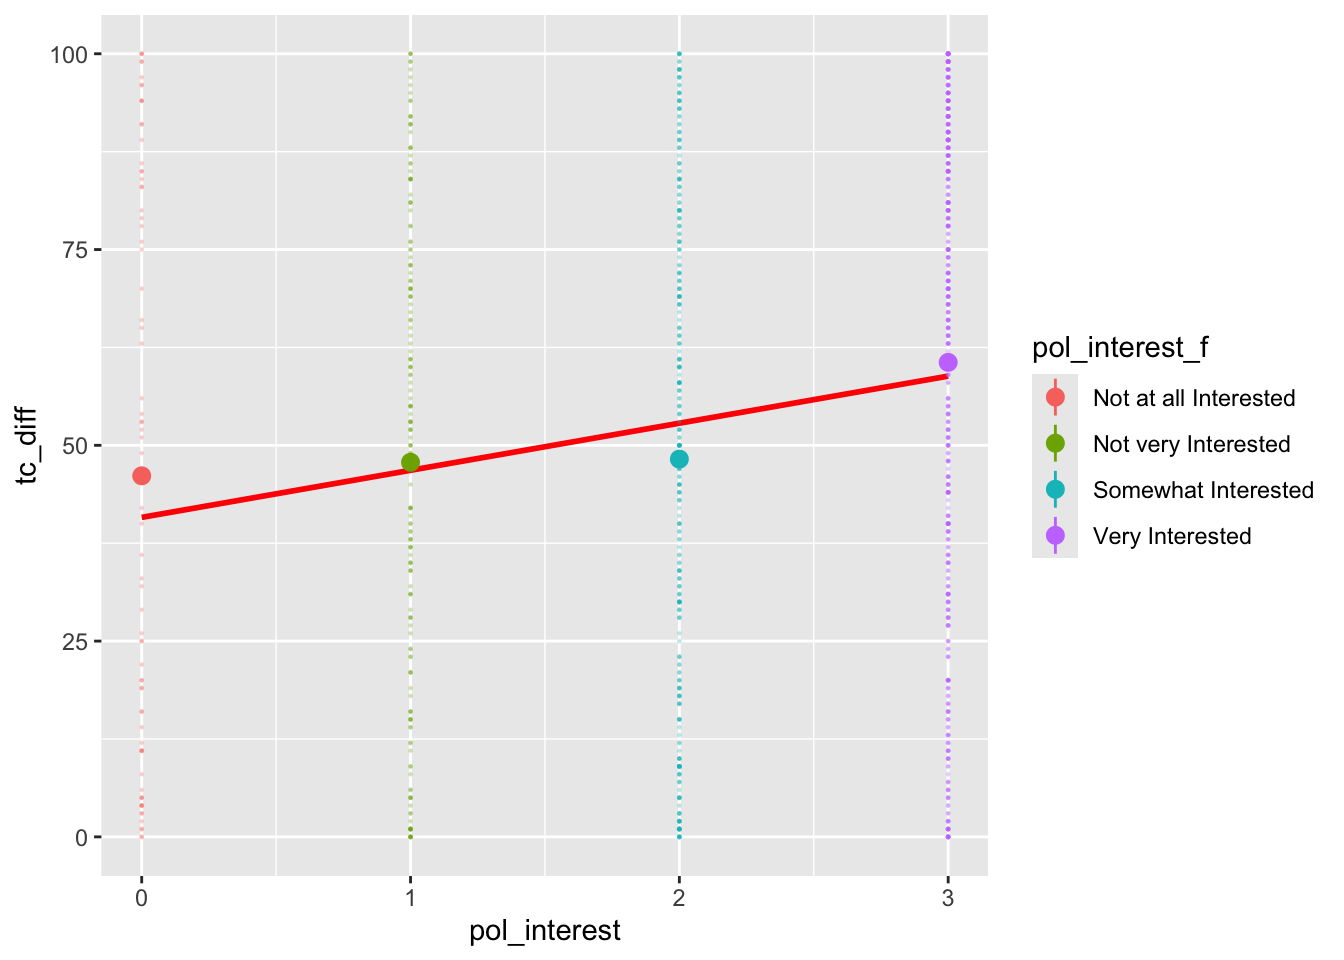 100
75
50
25
0
tc_diff
0 1 2 3
pol_interest
pol_interest_f
Not at all Interested
Not very Interested
Somewhat Interested
Very Interested